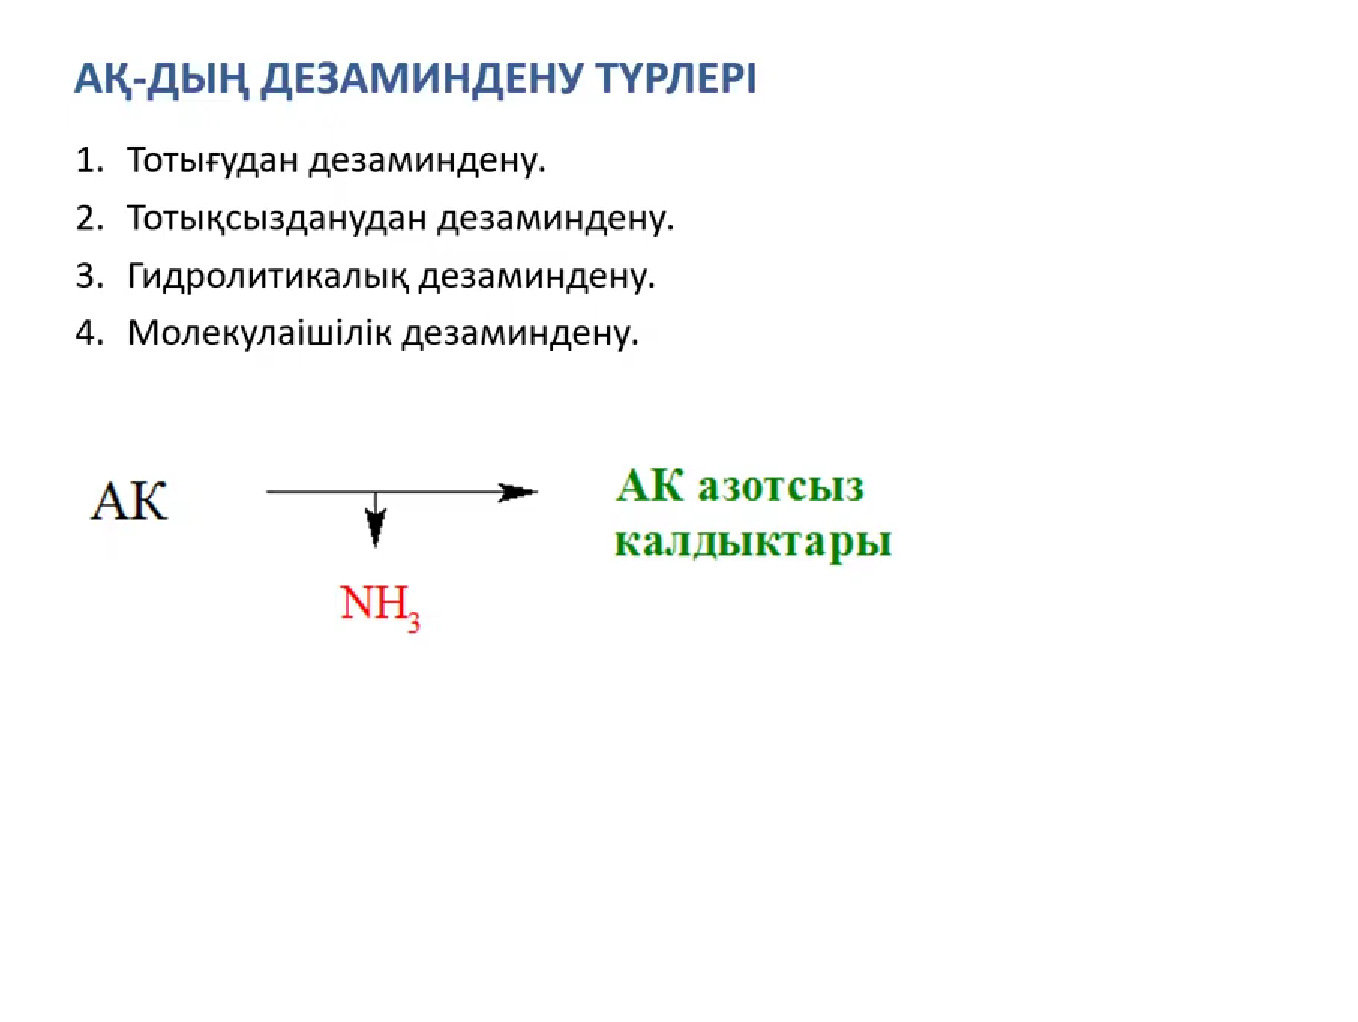 АҚ-ДЫҢ ДЕЗАМИНДЕНУ ТҮРЛЕРІ
1. Тотығудан дезаминдену.
2. Тотықсызданудан дезаминдену.
3. Гидролитикалық дезаминдену.
4. Молекулаішілік дезаминдену.
АК
АК азотсыз
калдыктары
NH₃